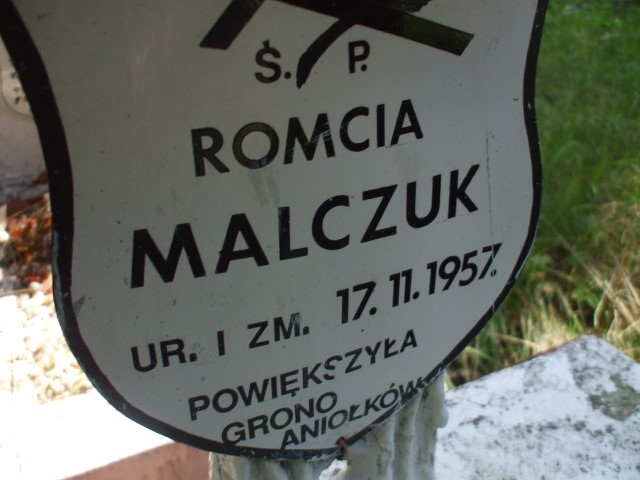 Ś. P.
ROMCIA
MALCZUK
UR. I ZM. 17.11.1957.
POWIĘKSZYŁA
GRONO
ANIOŁKÓW